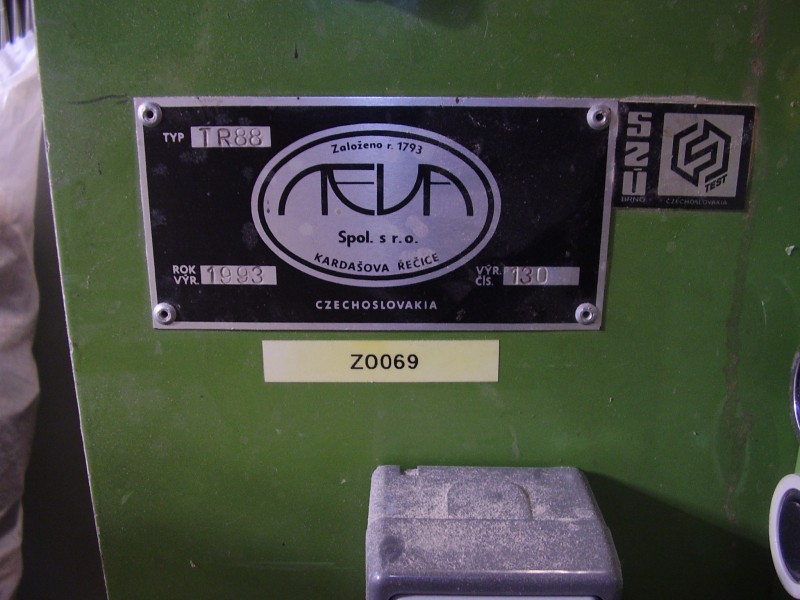 TYP TR88
Založeno r. 1793
NEVA
Spol. s r.o.
KARDAŠOVA ŘEČICE
ROK VÝR. 1993
VÝR. ČÍS. 130
CZECHOSLOVAKIA
SZÚ
BRNO
TEST
CZECHOSLOVAKIA
ZO069